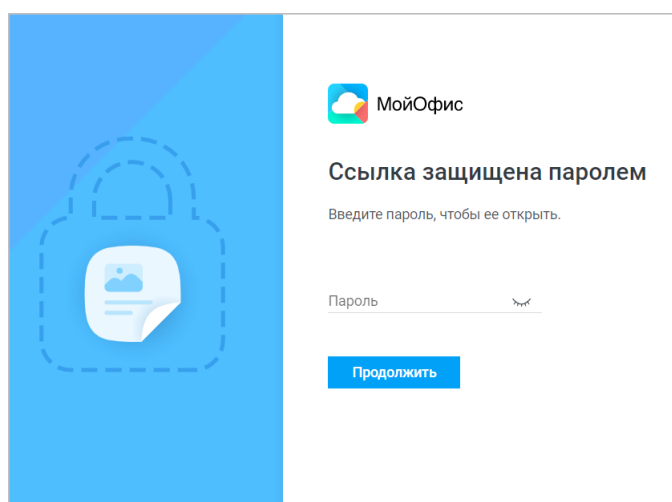 МойОфис
Ссылка защищена паролем
Введите пароль, чтобы ее открыть.
Пароль
Продолжить